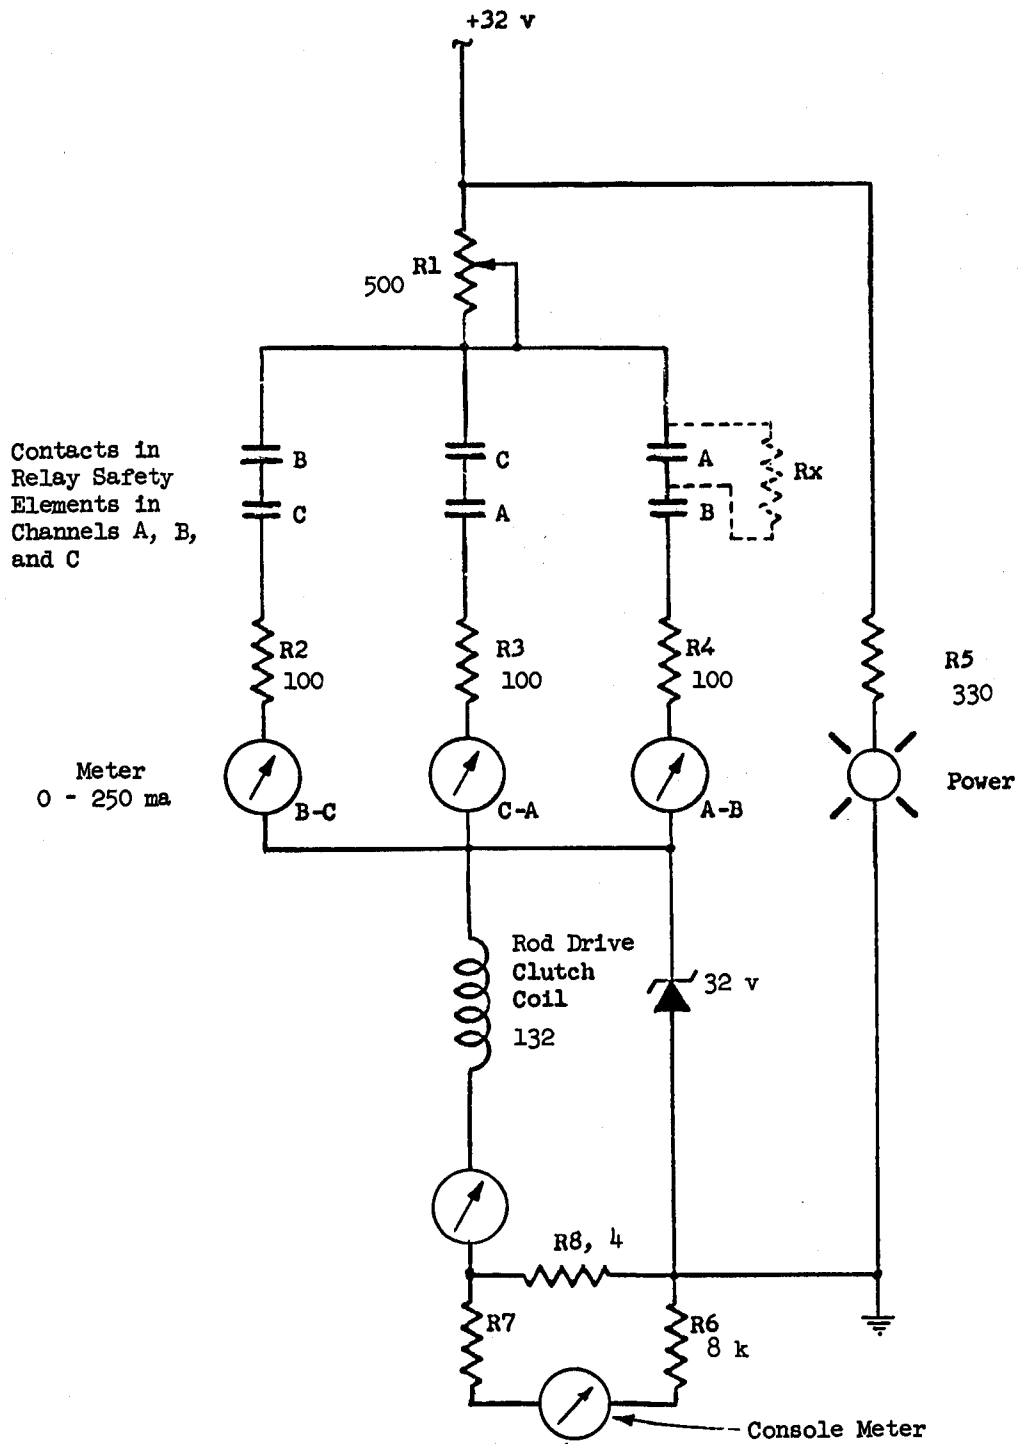 +32 v
R1
500
Contacts in
Relay Safety
Elements in
Channels A, B,
and C
B
C
C
A
A
B
Rx
R2
100
R3
100
R4
100
R5
330
Meter
0 - 250 ma
B-C
C-A
A-B
Power
Rod Drive
Clutch
Coil
132
32 v
R8, 4
R7
R6
8 k
Console Meter